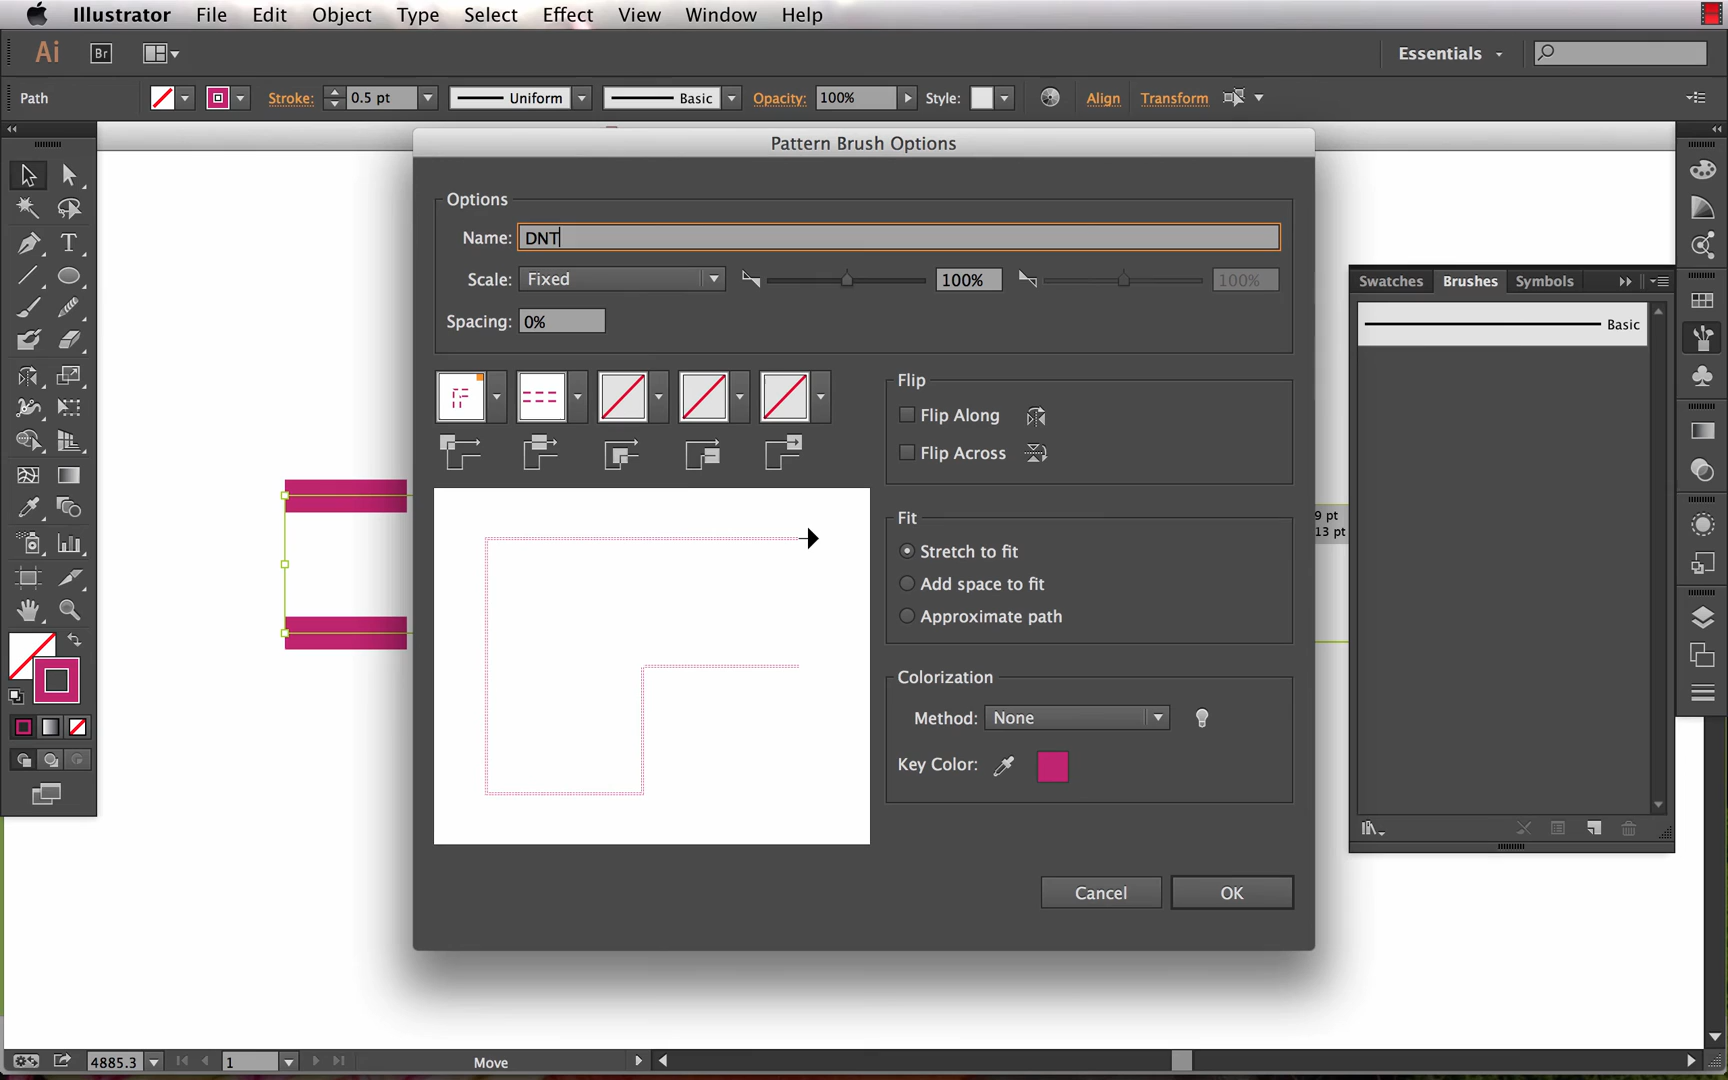 Illustrator File Edit Object Type Select Effect View Window Help
Ai Br Essentials
Path Stroke: 0.5 pt Uniform Basic Opacity: 100% Style: Align Transform
Pattern Brush Options
Options
Name: DNT
Scale: Fixed 100% 100%
Spacing: 0%
Flip
Flip Along
Flip Across
Fit
Stretch to fit
Add space to fit
Approximate path
Colorization
Method: None
Key Color:
Cancel OK
9 pt
13 pt
Swatches Brushes Symbols
Basic
4885.3 1 Move